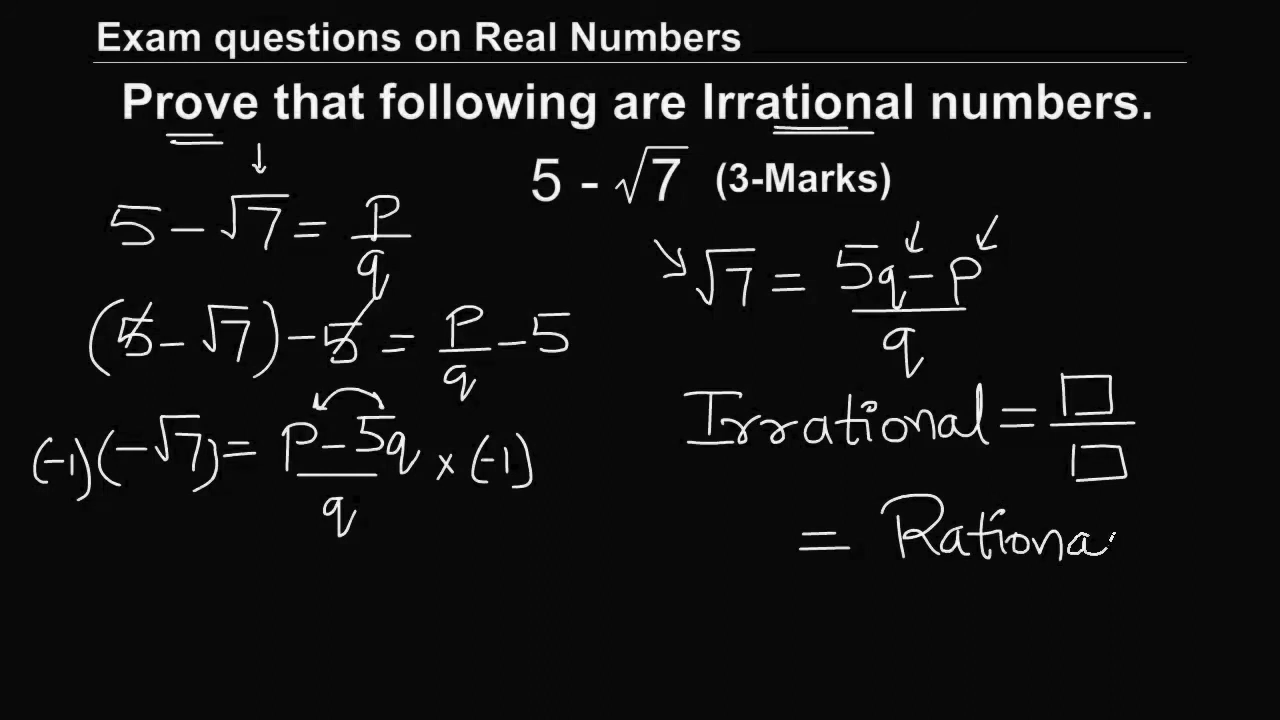 Exam questions on Real Numbers
Prove that following are Irrational numbers.
5 - √7 (3-Marks)
5 - √7 = p/q
(5 - √7) - 5 = p/q - 5
(-1)(-√7) = (p - 5q)/q × (-1)
√7 = (5q - p)/q
Irrational = □/□
= Rationa